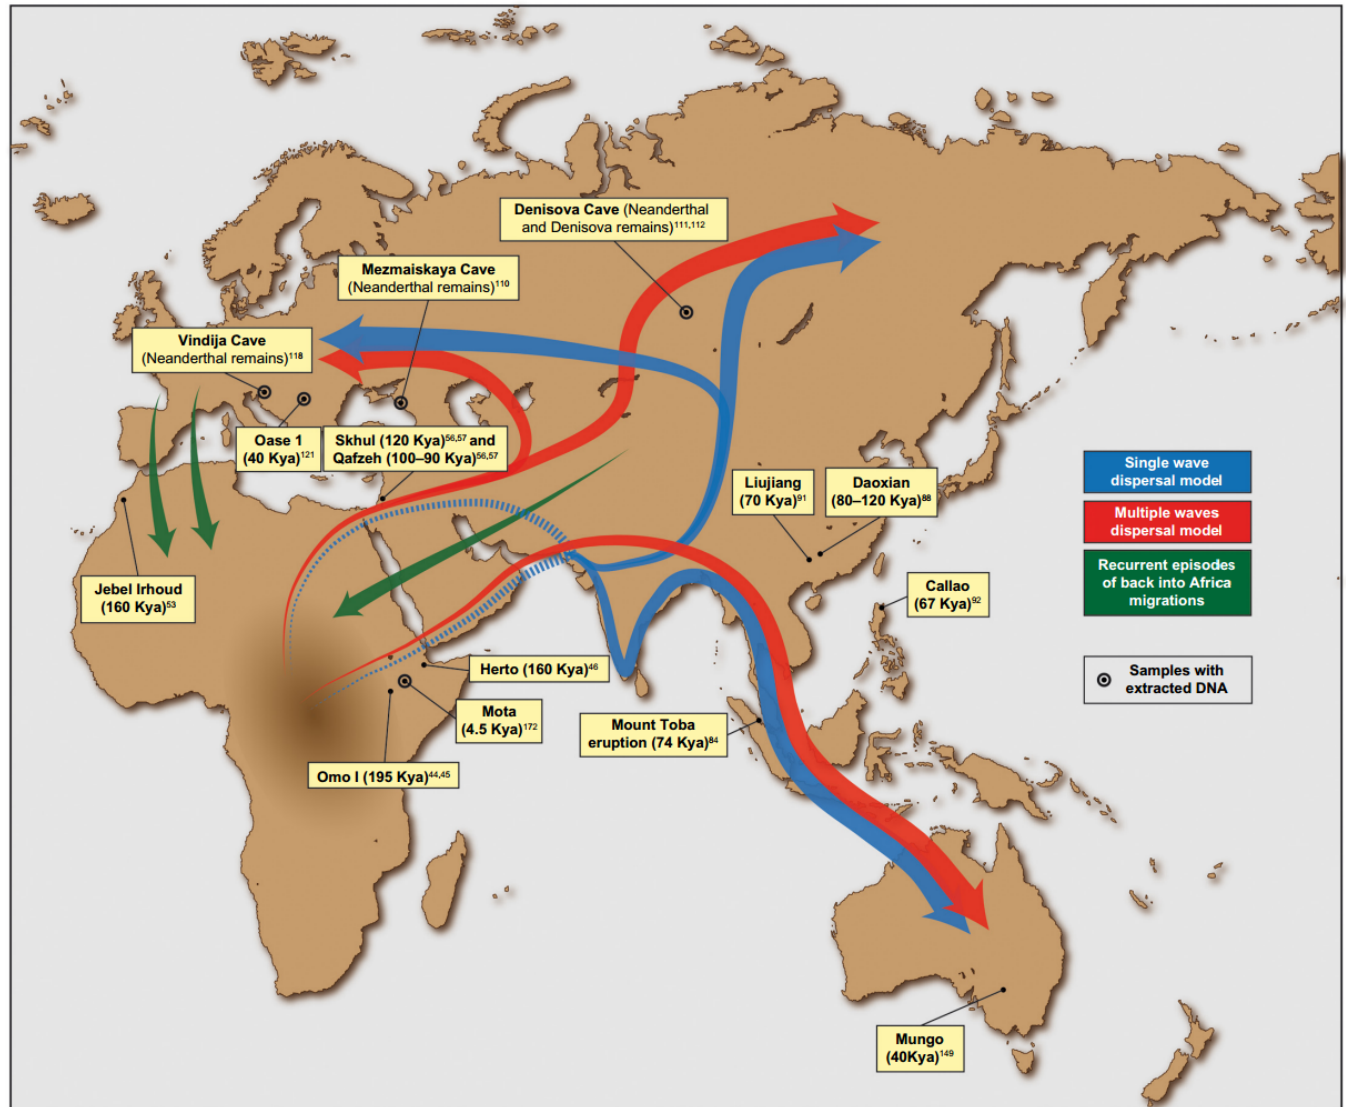 Denisova Cave (Neanderthal
and Denisova remains)111,112
Mezmaiskaya Cave
(Neanderthal remains)110
Vindija Cave
(Neanderthal remains)118
Oase 1
(40 Kya)121
Skhul (120 Kya)56,57 and
Qafzeh (100–90 Kya)56,57
Liujiang
(70 Kya)91
Daoxian
(80–120 Kya)88
Single wave
dispersal model
Multiple waves
dispersal model
Recurrent episodes
of back into Africa
migrations
Jebel Irhoud
(160 Kya)53
Callao
(67 Kya)92
Herto (160 Kya)46
Samples with
extracted DNA
Mota
(4.5 Kya)172
Mount Toba
eruption (74 Kya)84
Omo I (195 Kya)44,45
Mungo
(40Kya)149